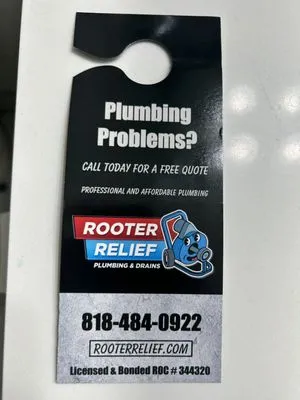 Plumbing
Problems?
CALL TODAY FOR A FREE QUOTE
PROFESSIONAL AND AFFORDABLE PLUMBING
ROOTER
RELIEF
PLUMBING & DRAINS
818-484-0922
ROOTERRELIEF.COM
Licensed & Bonded ROC # 344320